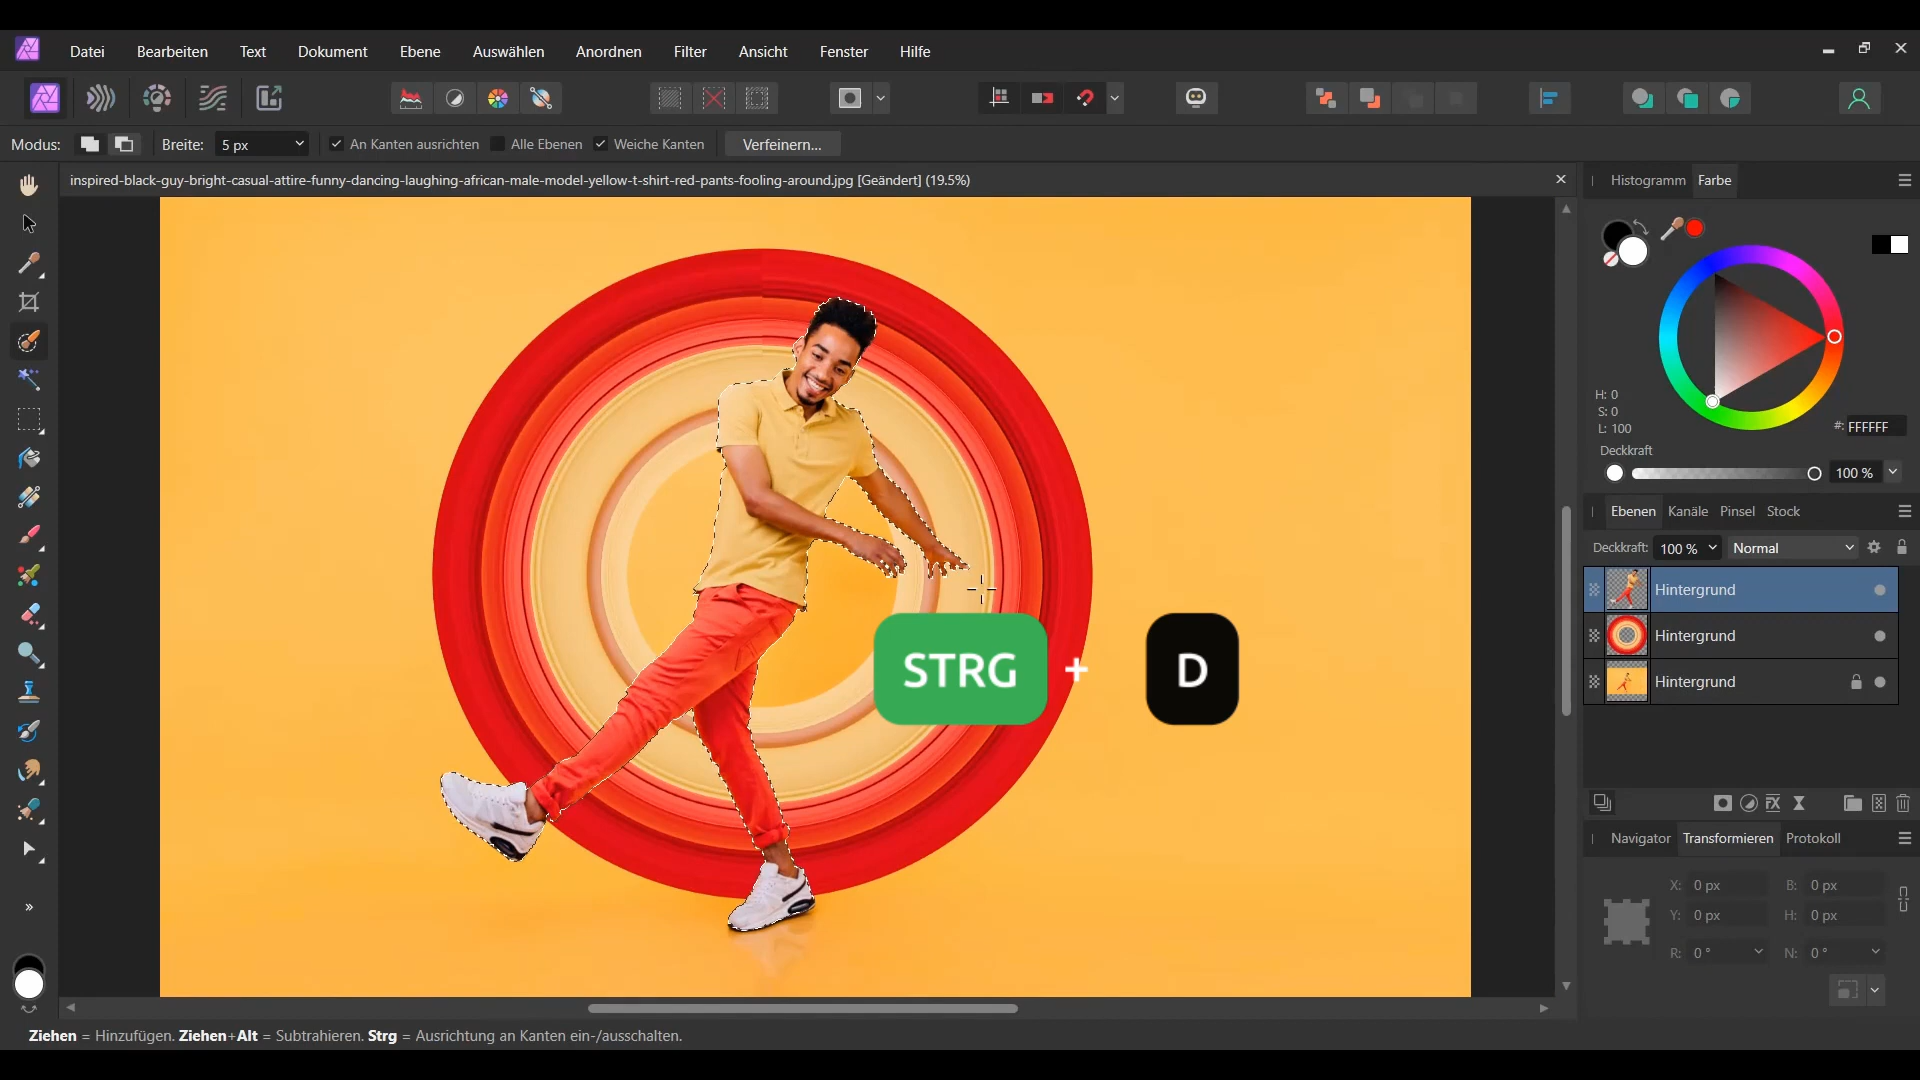 Datei Bearbeiten Text Dokument Ebene Auswählen Anordnen Filter Ansicht Fenster Hilfe
Modus: Breite: 5 px An Kanten ausrichten Alle Ebenen Weiche Kanten Verfeinern...
inspired-black-guy-bright-casual-attire-funny-dancing-laughing-african-male-model-yellow-t-shirt-red-pants-fooling-around.jpg [Geändert] (19.5%)
Histogramm Farbe
H: 0
S: 0
L: 100
#: FFFFFF
Deckkraft
100 %
Ebenen Kanäle Pinsel Stock
Deckkraft: 100 % Normal
Hintergrund
Hintergrund
Hintergrund
STRG + D
Navigator Transformieren Protokoll
X: 0 px B: 0 px
Y: 0 px H: 0 px
R: 0 ° N: 0 °
Ziehen = Hinzufügen. Ziehen+Alt = Subtrahieren. Strg = Ausrichtung an Kanten ein-/ausschalten.